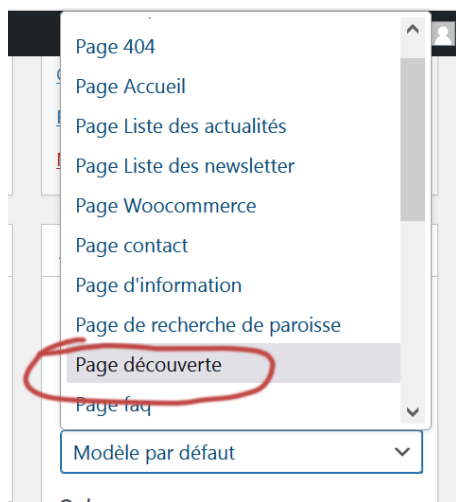 Page 404
Page Accueil
Page Liste des actualités
Page Liste des newsletter
Page Woocommerce
Page contact
Page d'information
Page de recherche de paroisse
Page découverte
Page faq
Modèle par défaut